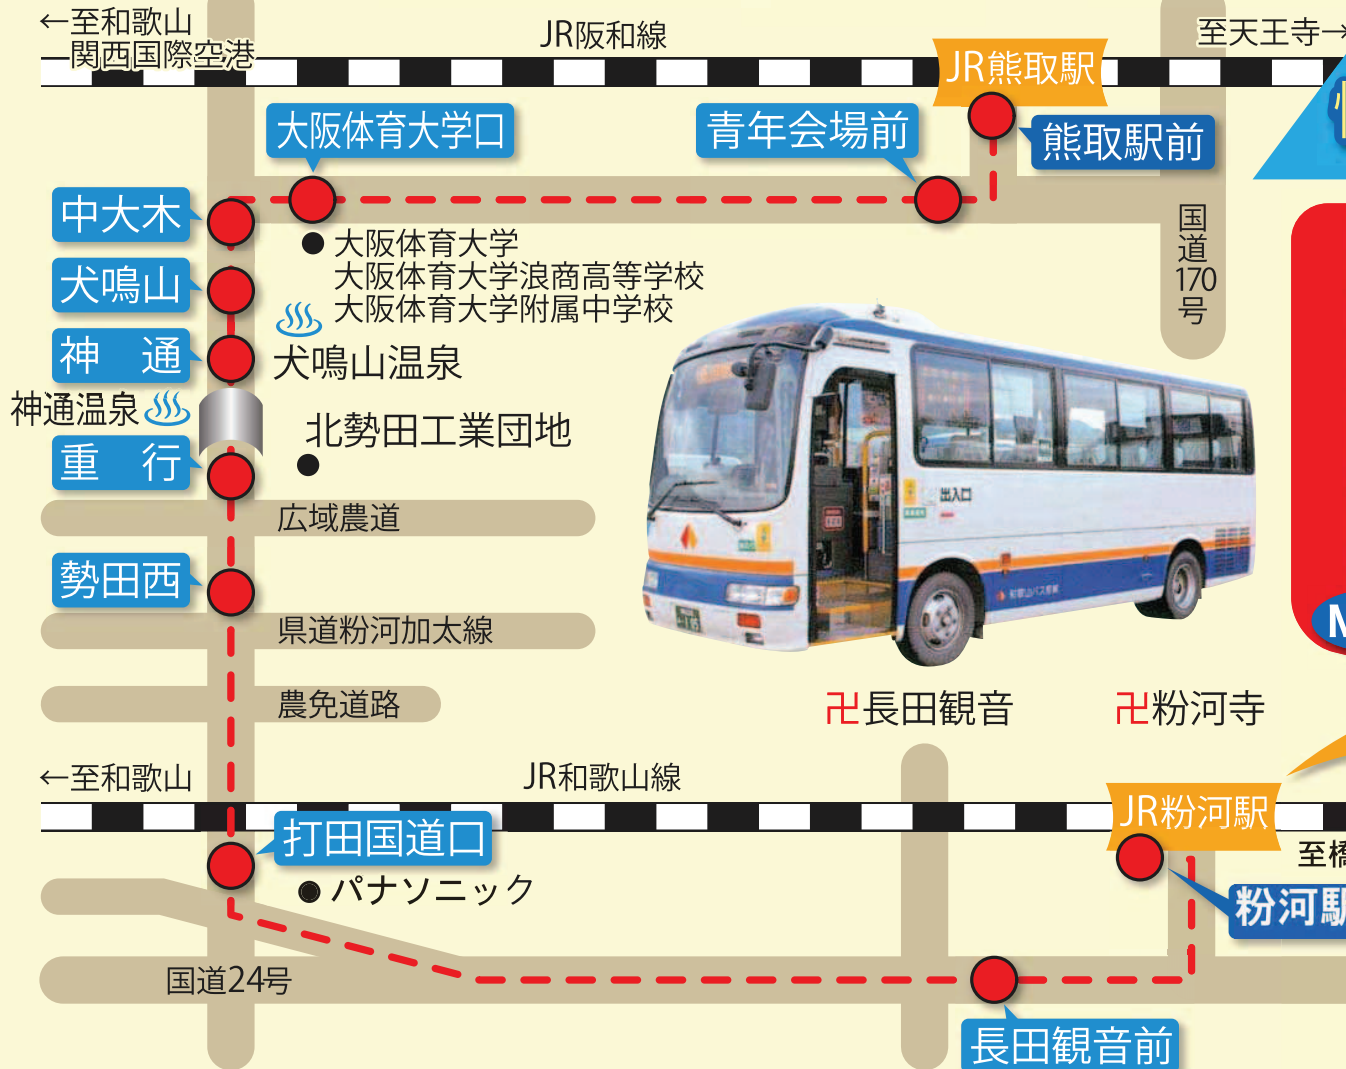 ←至和歌山
関西国際空港
JR阪和線
至天王寺→
JR熊取駅
大阪体育大学口
青年会場前
熊取駅前
中大木
大阪体育大学
大阪体育大学浪商高等学校
大阪体育大学附属中学校
国道170号
犬鳴山
神 通
犬鳴山温泉
神通温泉
北勢田工業団地
重 行
広域農道
出入口
勢田西
県道粉河加太線
農免道路
卍長田観音
卍粉河寺
←至和歌山
JR和歌山線
JR粉河駅
打田国道口
至橋
パナソニック
粉河駅
国道24号
長田観音前